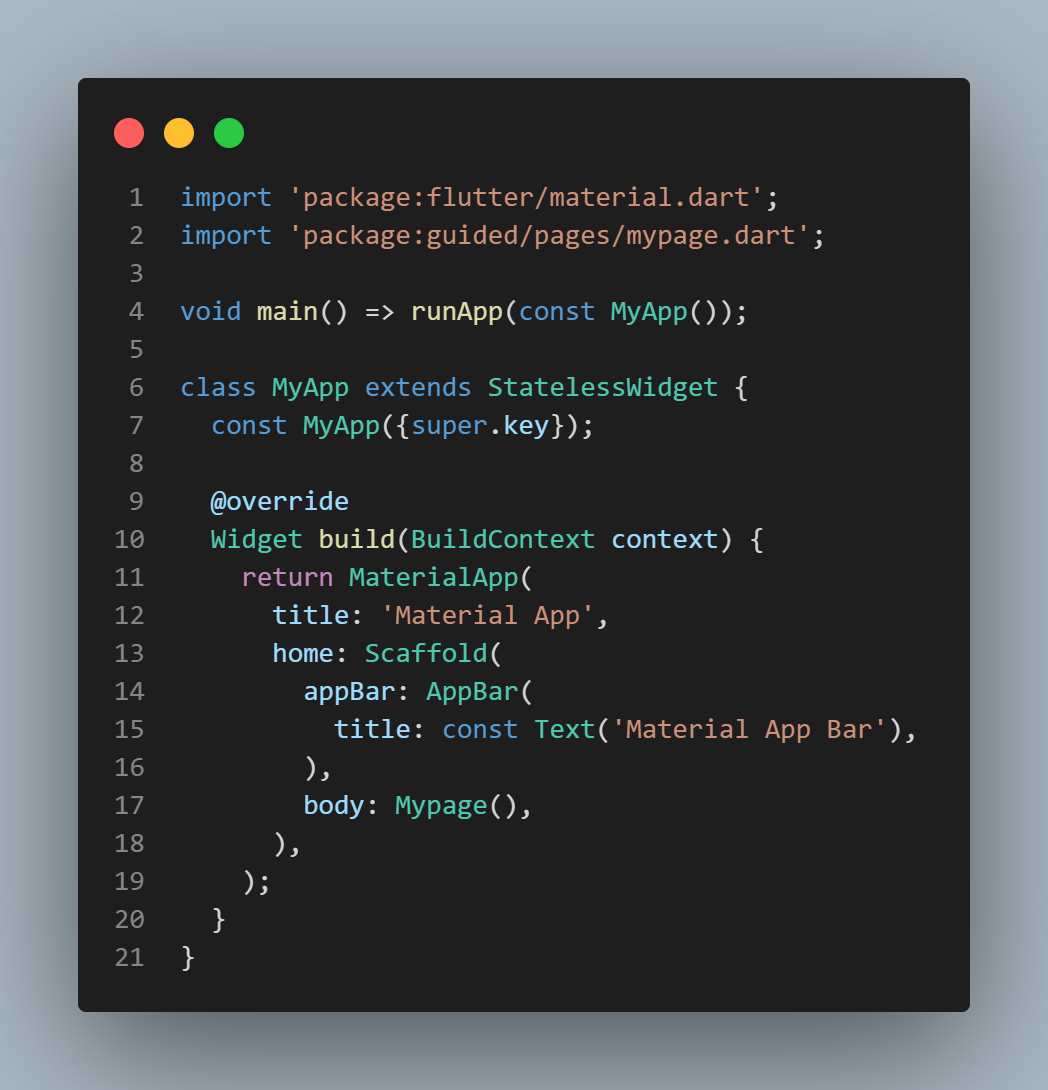 1 import 'package:flutter/material.dart';
2 import 'package:guided/pages/mypage.dart';
3
4 void main() => runApp(const MyApp());
5
6 class MyApp extends StatelessWidget {
7   const MyApp({super.key});
8
9   @override
10   Widget build(BuildContext context) {
11     return MaterialApp(
12       title: 'Material App',
13       home: Scaffold(
14         appBar: AppBar(
15           title: const Text('Material App Bar'),
16         ),
17         body: Mypage(),
18       ),
19     );
20   }
21 }